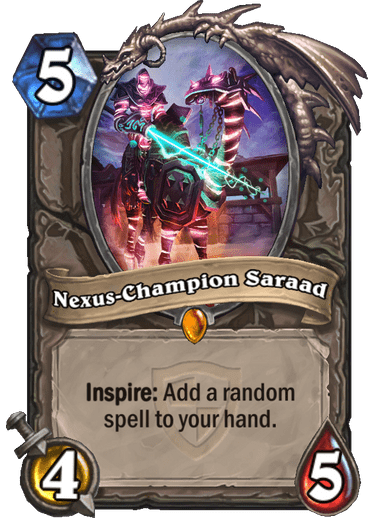 5
Nexus-Champion Saraad
Inspire: Add a random
spell to your hand.
4
5